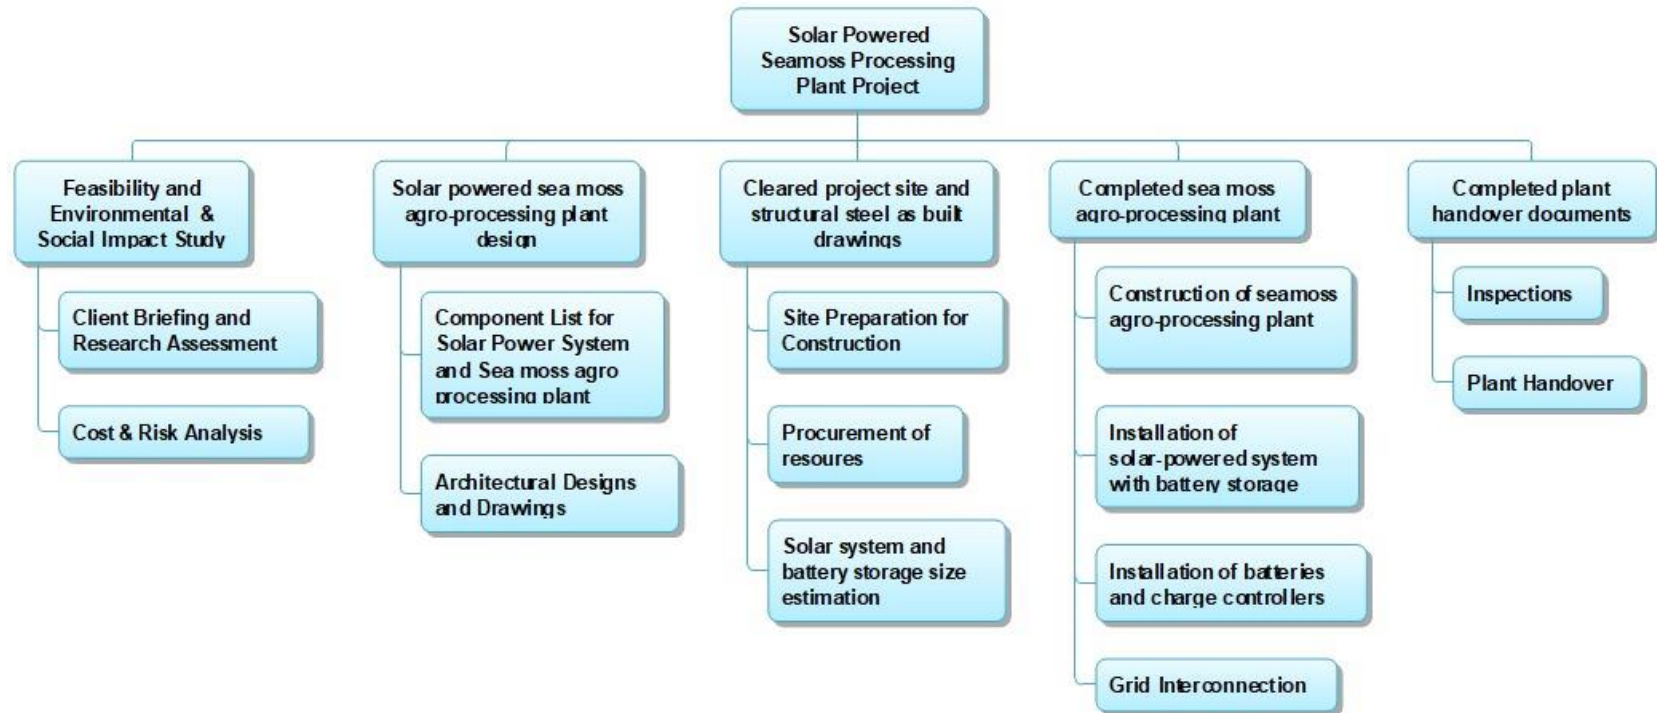 Solar Powered
Seamoss Processing
Plant Project
Feasibility and
Environmental &
Social Impact Study
Client Briefing and
Research Assessment
Cost & Risk Analysis
Solar powered sea moss
agro-processing plant
design
Component List for
Solar Power System
and Sea moss agro
processing plant
Architectural Designs
and Drawings
Cleared project site and
structural steel as built
drawings
Site Preparation for
Construction
Procurement of
resoures
Solar system and
battery storage size
estimation
Completed sea moss
agro-processing plant
Construction of seamoss
agro-processing plant
Installation of
solar-powered system
with battery storage
Installation of batteries
and charge controllers
Grid Interconnection
Completed plant
handover documents
Inspections
Plant Handover